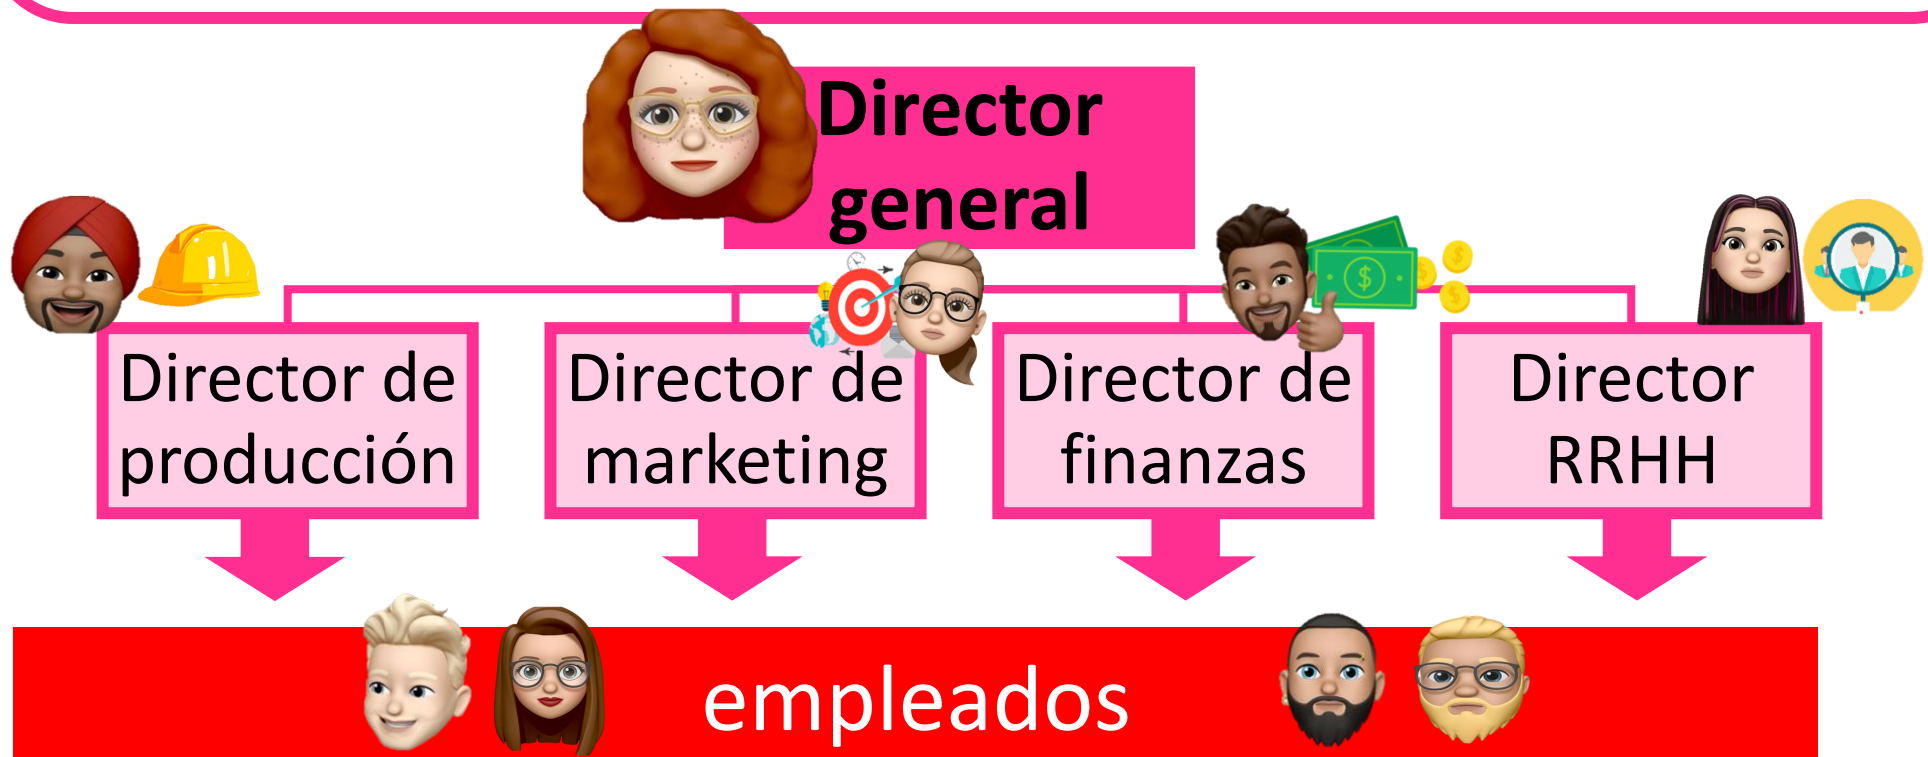 Director
general
Director de
producción
Director de
marketing
Director de
finanzas
Director
RRHH
empleados